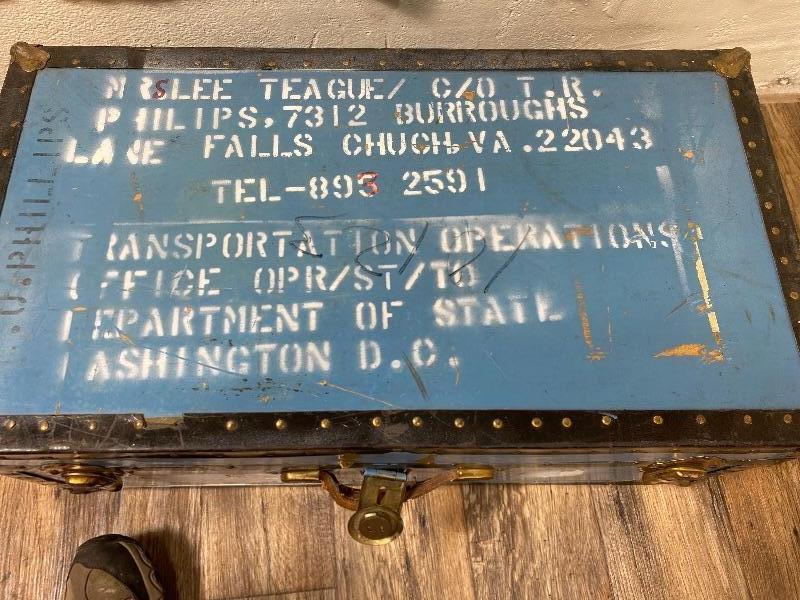 MRSLEE TEAGUE/ C/O T.R.
PHILIPS, 7312 BURROUGHS
LANE FALLS CHUCH-VA.22043
TEL-893 2591
TRANSPORTATION OPERATIONS
OFFICE OPR/ST/TO
DEPARTMENT OF STATE
WASHINGTON D.C.